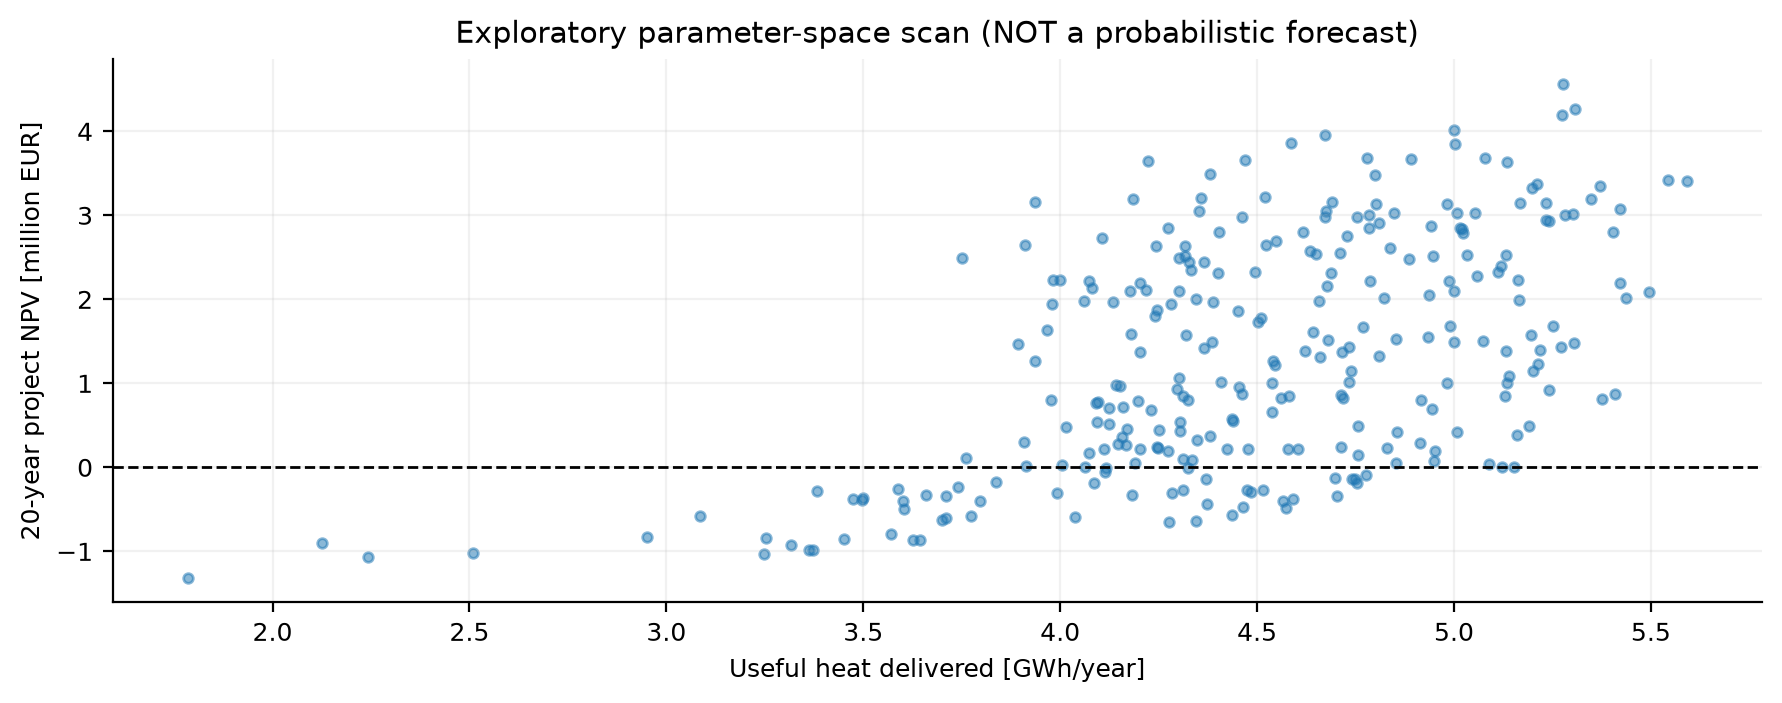 Exploratory parameter-space scan (NOT a probabilistic forecast)
20-year project NPV [million EUR]
4
3
2
1
0
−1
2.0 2.5 3.0 3.5 4.0 4.5 5.0 5.5
Useful heat delivered [GWh/year]